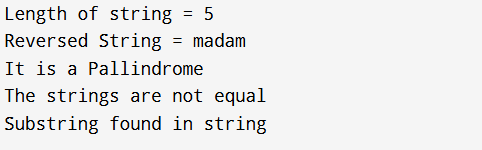 Length of string = 5
Reversed String = madam
It is a Pallindrome
The strings are not equal
Substring found in string